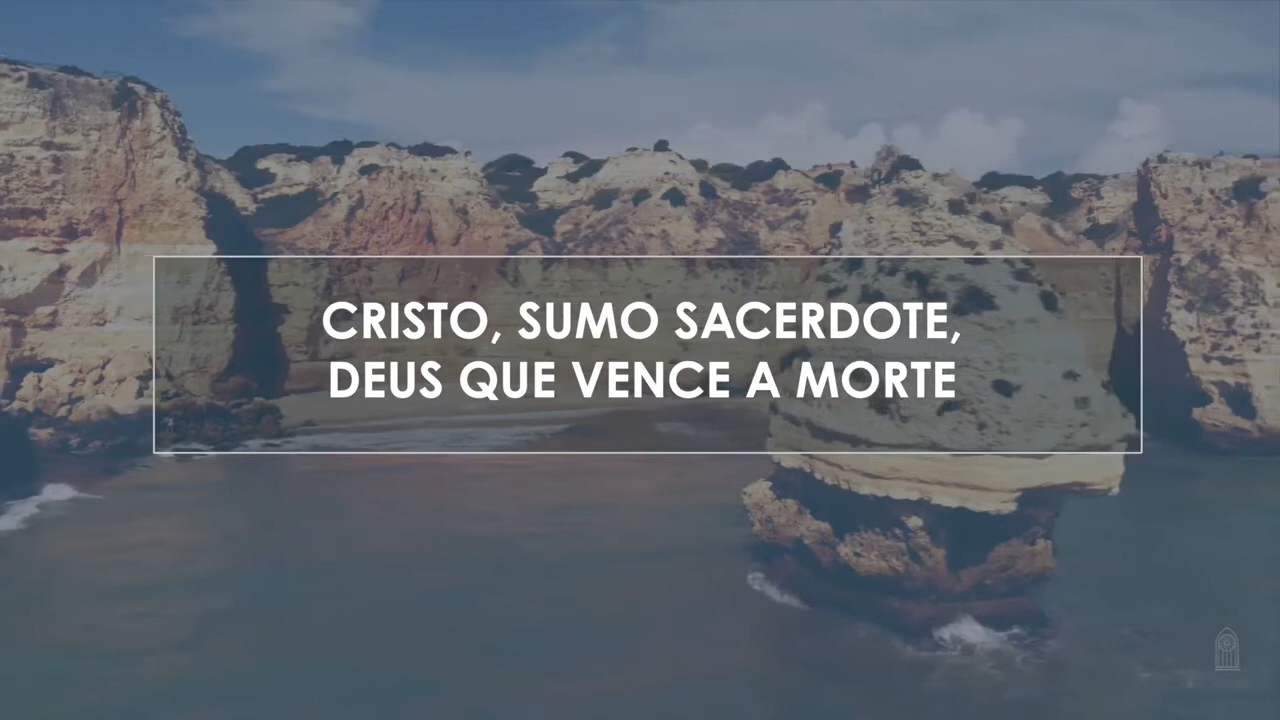 CRISTO, SUMO SACERDOTE,
DEUS QUE VENCE A MORTE